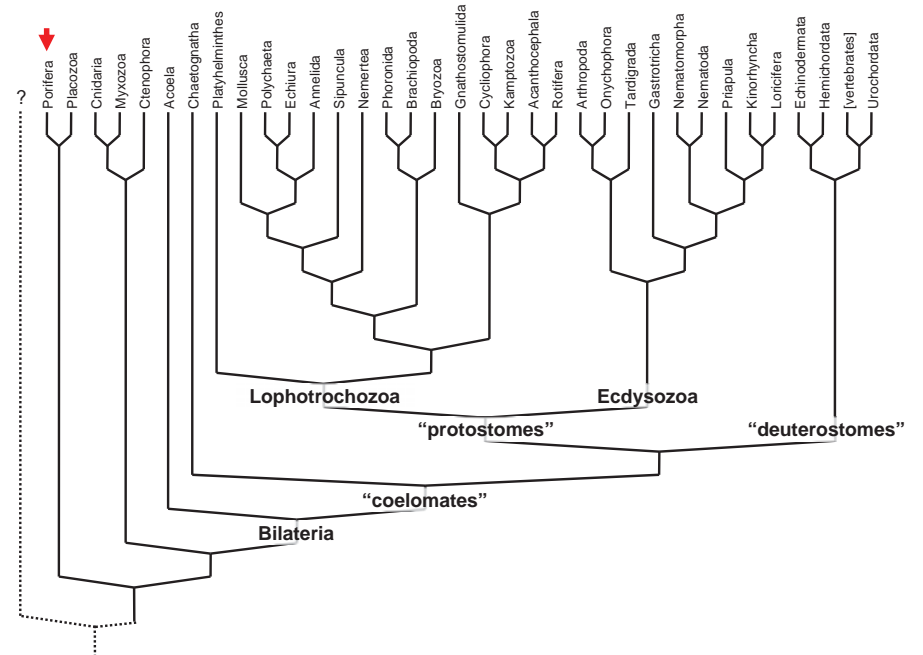 ?
Porifera
Placozoa
Cnidaria
Myxozoa
Ctenophora
Acoela
Chaetognatha
Platyhelminthes
Mollusca
Polychaeta
Echiura
Annelida
Sipuncula
Nemertea
Phoronida
Brachiopoda
Bryozoa
Gnathostomulida
Cycliophora
Kamptozoa
Acanthocephala
Rotifera
Arthropoda
Onychophora
Tardigrada
Gastrotricha
Nematomorpha
Nematoda
Priapula
Kinorhyncha
Loricifera
Echinodermata
Hemichordata
[vertebrates]
Urochordata
Lophotrochozoa
Ecdysozoa
“protostomes”
“deuterostomes”
“coelomates”
Bilateria